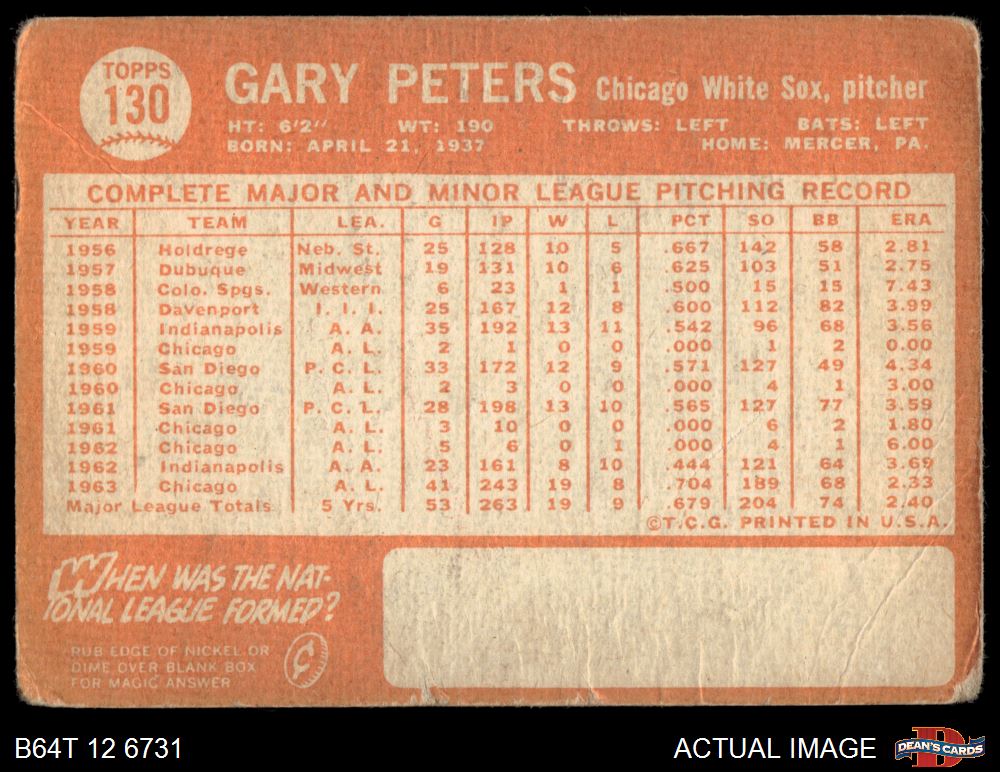 TOPPS
130
GARY PETERS Chicago White Sox, pitcher
HT: 6'2" WT: 190 THROWS: LEFT BATS: LEFT
BORN: APRIL 21, 1937 HOME: MERCER, PA.
COMPLETE MAJOR AND MINOR LEAGUE PITCHING RECORD
YEAR TEAM LEA. G IP W L PCT SO BB ERA
1956 Holdrege Neb. St. 25 128 10 5 .667 142 58 2.81
1957 Dubuque Midwest 19 131 10 6 .625 103 51 2.75
1958 Colo. Spgs. Western 6 23 1 1 .500 15 15 7.43
1958 Davenport I. I. I. 25 167 12 8 .600 112 82 3.99
1959 Indianapolis A. A. 35 192 13 11 .542 96 68 3.56
1959 Chicago A. L. 2 1 0 0 .000 1 2 0.00
1960 San Diego P. C. L. 33 172 12 9 .571 127 49 4.34
1960 Chicago A. L. 2 3 0 0 .000 4 1 3.00
1961 San Diego P. C. L. 28 198 13 10 .565 127 77 3.59
1961 Chicago A. L. 3 10 0 0 .000 6 2 1.80
1962 Chicago A. L. 5 6 0 1 .000 4 1 6.00
1962 Indianapolis A. A. 23 161 8 10 .444 121 64 3.69
1963 Chicago A. L. 41 243 19 8 .704 189 68 2.33
Major League Totals 5 Yrs. 53 263 19 9 .679 204 74 2.40
©T.C.G. PRINTED IN U.S.A.
WHEN WAS THE NAT-
IONAL LEAGUE FORMED?
RUB EDGE OF NICKEL OR
DIME OVER BLANK BOX
FOR MAGIC ANSWER
¢
B64T 12 6731 ACTUAL IMAGE DEAN'S CARDS